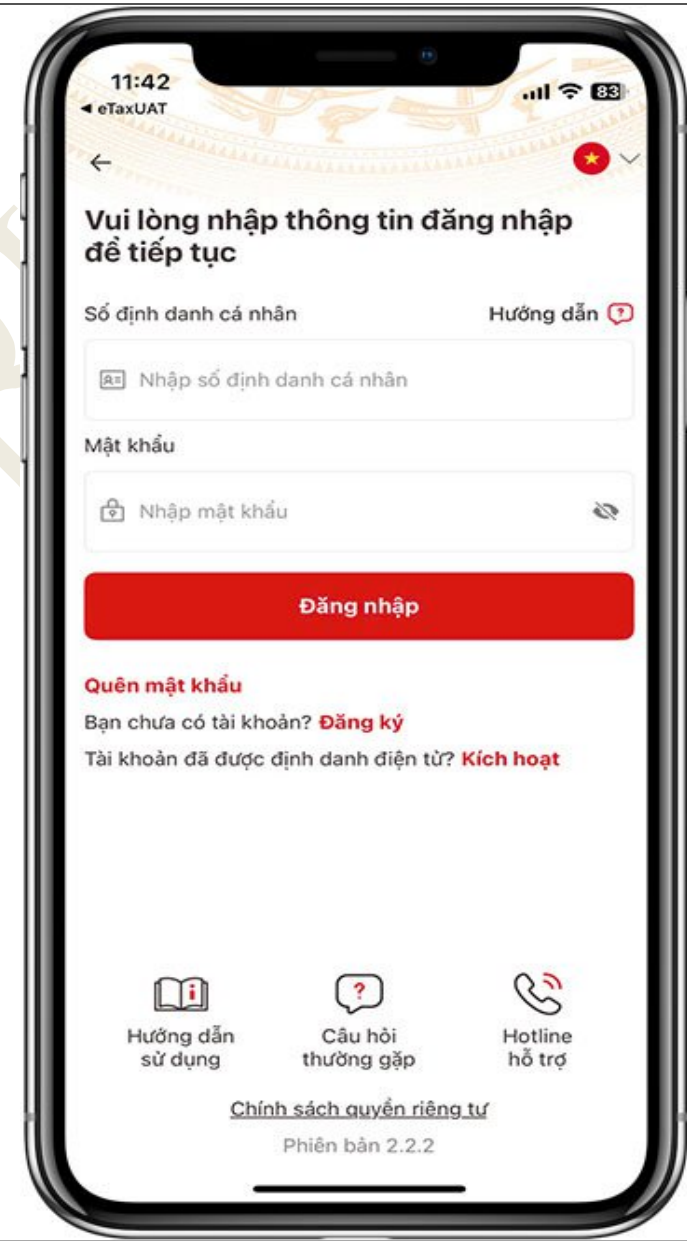 11:42
83
◄ eTaxUAT
Vui lòng nhập thông tin đăng nhập
để tiếp tục
Số định danh cá nhân
Hướng dẫn
Nhập số định danh cá nhân
Mật khẩu
Nhập mật khẩu
Đăng nhập
Quên mật khẩu
Bạn chưa có tài khoản? Đăng ký
Tài khoản đã được định danh điện tử? Kích hoạt
Hướng dẫn
sử dụng
Câu hỏi
thường gặp
Hotline
hỗ trợ
Chính sách quyền riêng tư
Phiên bản 2.2.2